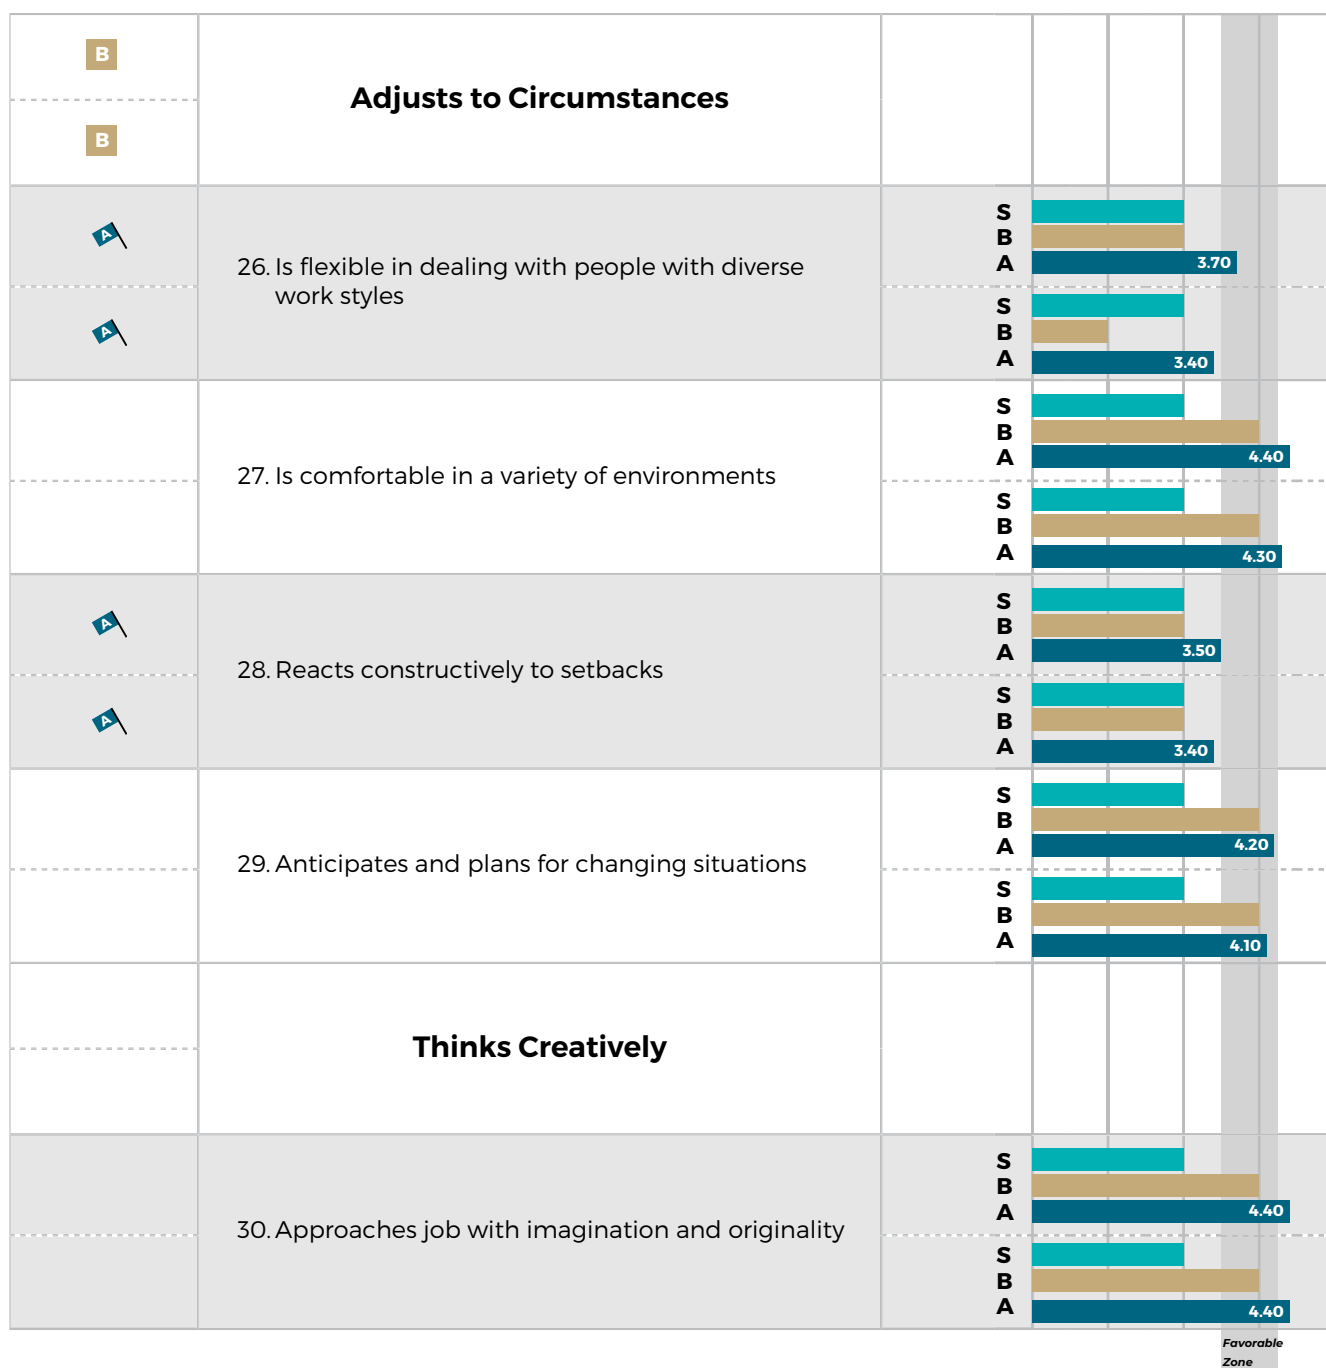 B
Adjusts to Circumstances
B
A
26. Is flexible in dealing with people with diverse
work styles
S
B
A 3.70
A
S
B
A 3.40
27. Is comfortable in a variety of environments
S
B
A 4.40
S
B
A 4.30
A
28. Reacts constructively to setbacks
S
B
A 3.50
A
S
B
A 3.40
29. Anticipates and plans for changing situations
S
B
A 4.20
S
B
A 4.10
Thinks Creatively
30. Approaches job with imagination and originality
S
B
A 4.40
S
B
A 4.40
Favorable
Zone